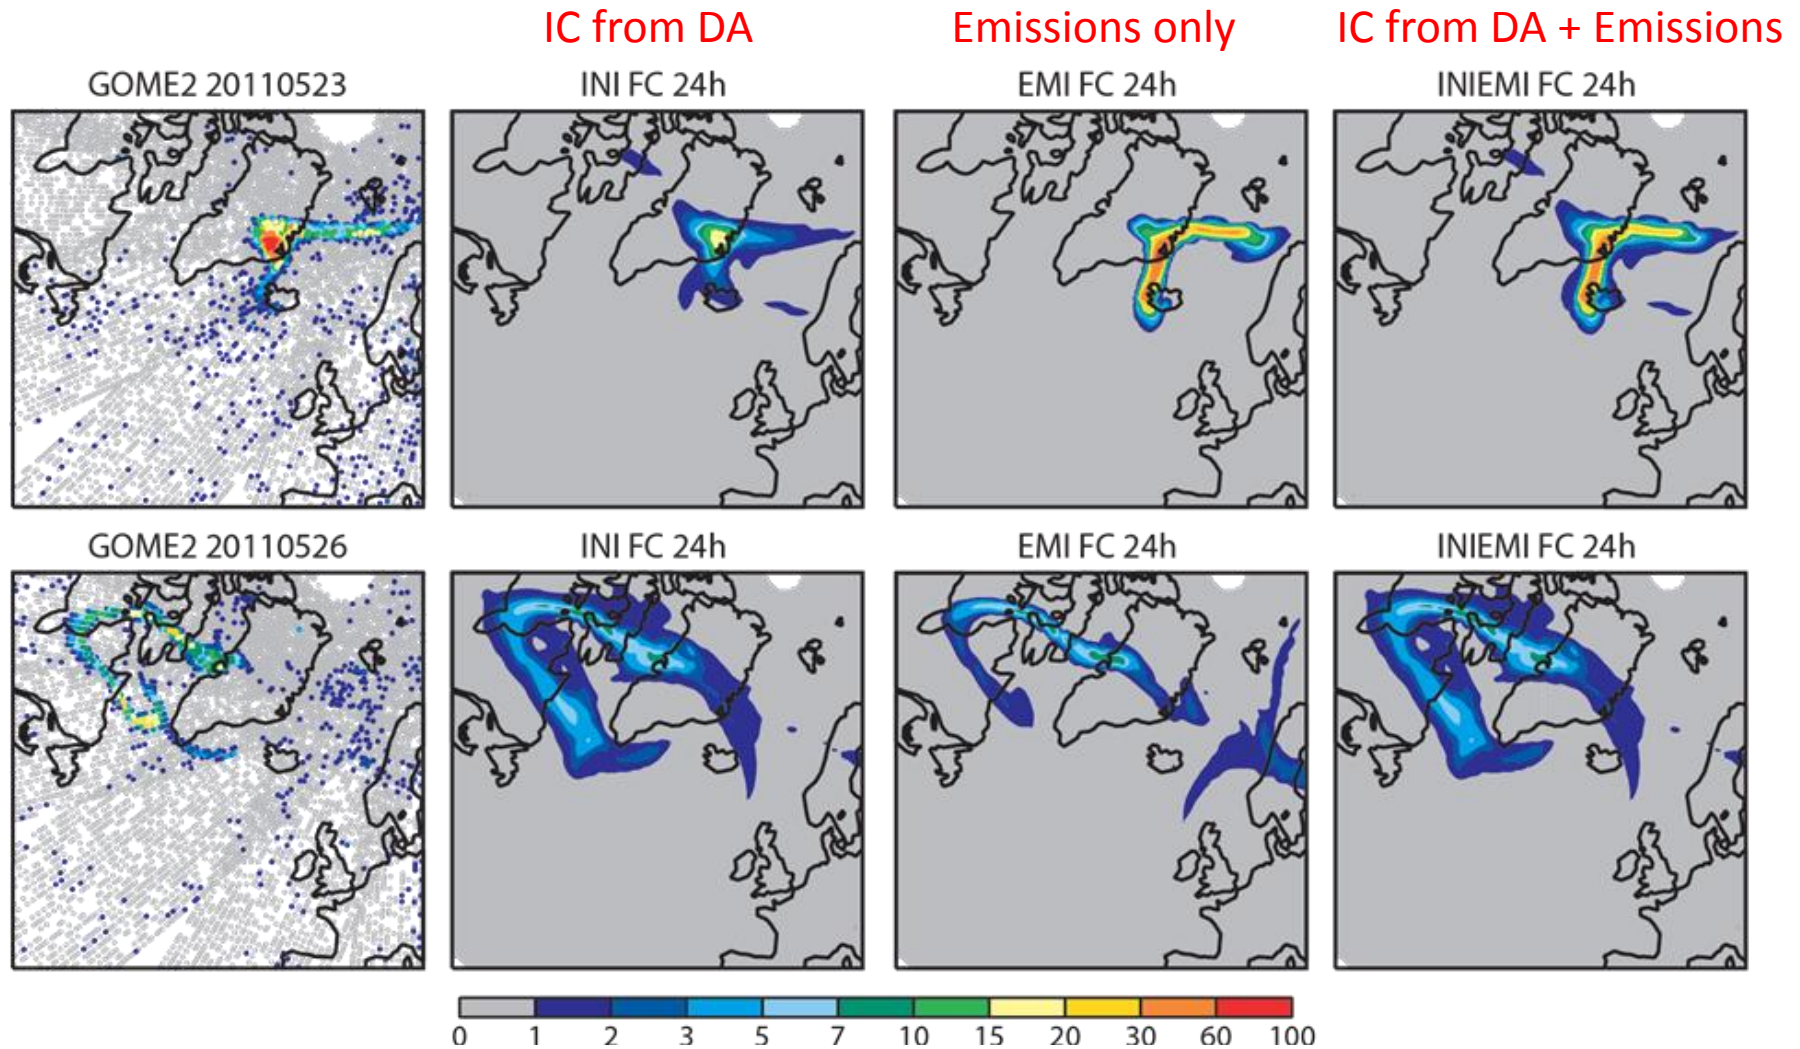 IC from DA Emissions only IC from DA + Emissions
GOME2 20110523 INI FC 24h EMI FC 24h INIEMI FC 24h
GOME2 20110526 INI FC 24h EMI FC 24h INIEMI FC 24h
0 1 2 3 5 7 10 15 20 30 60 100